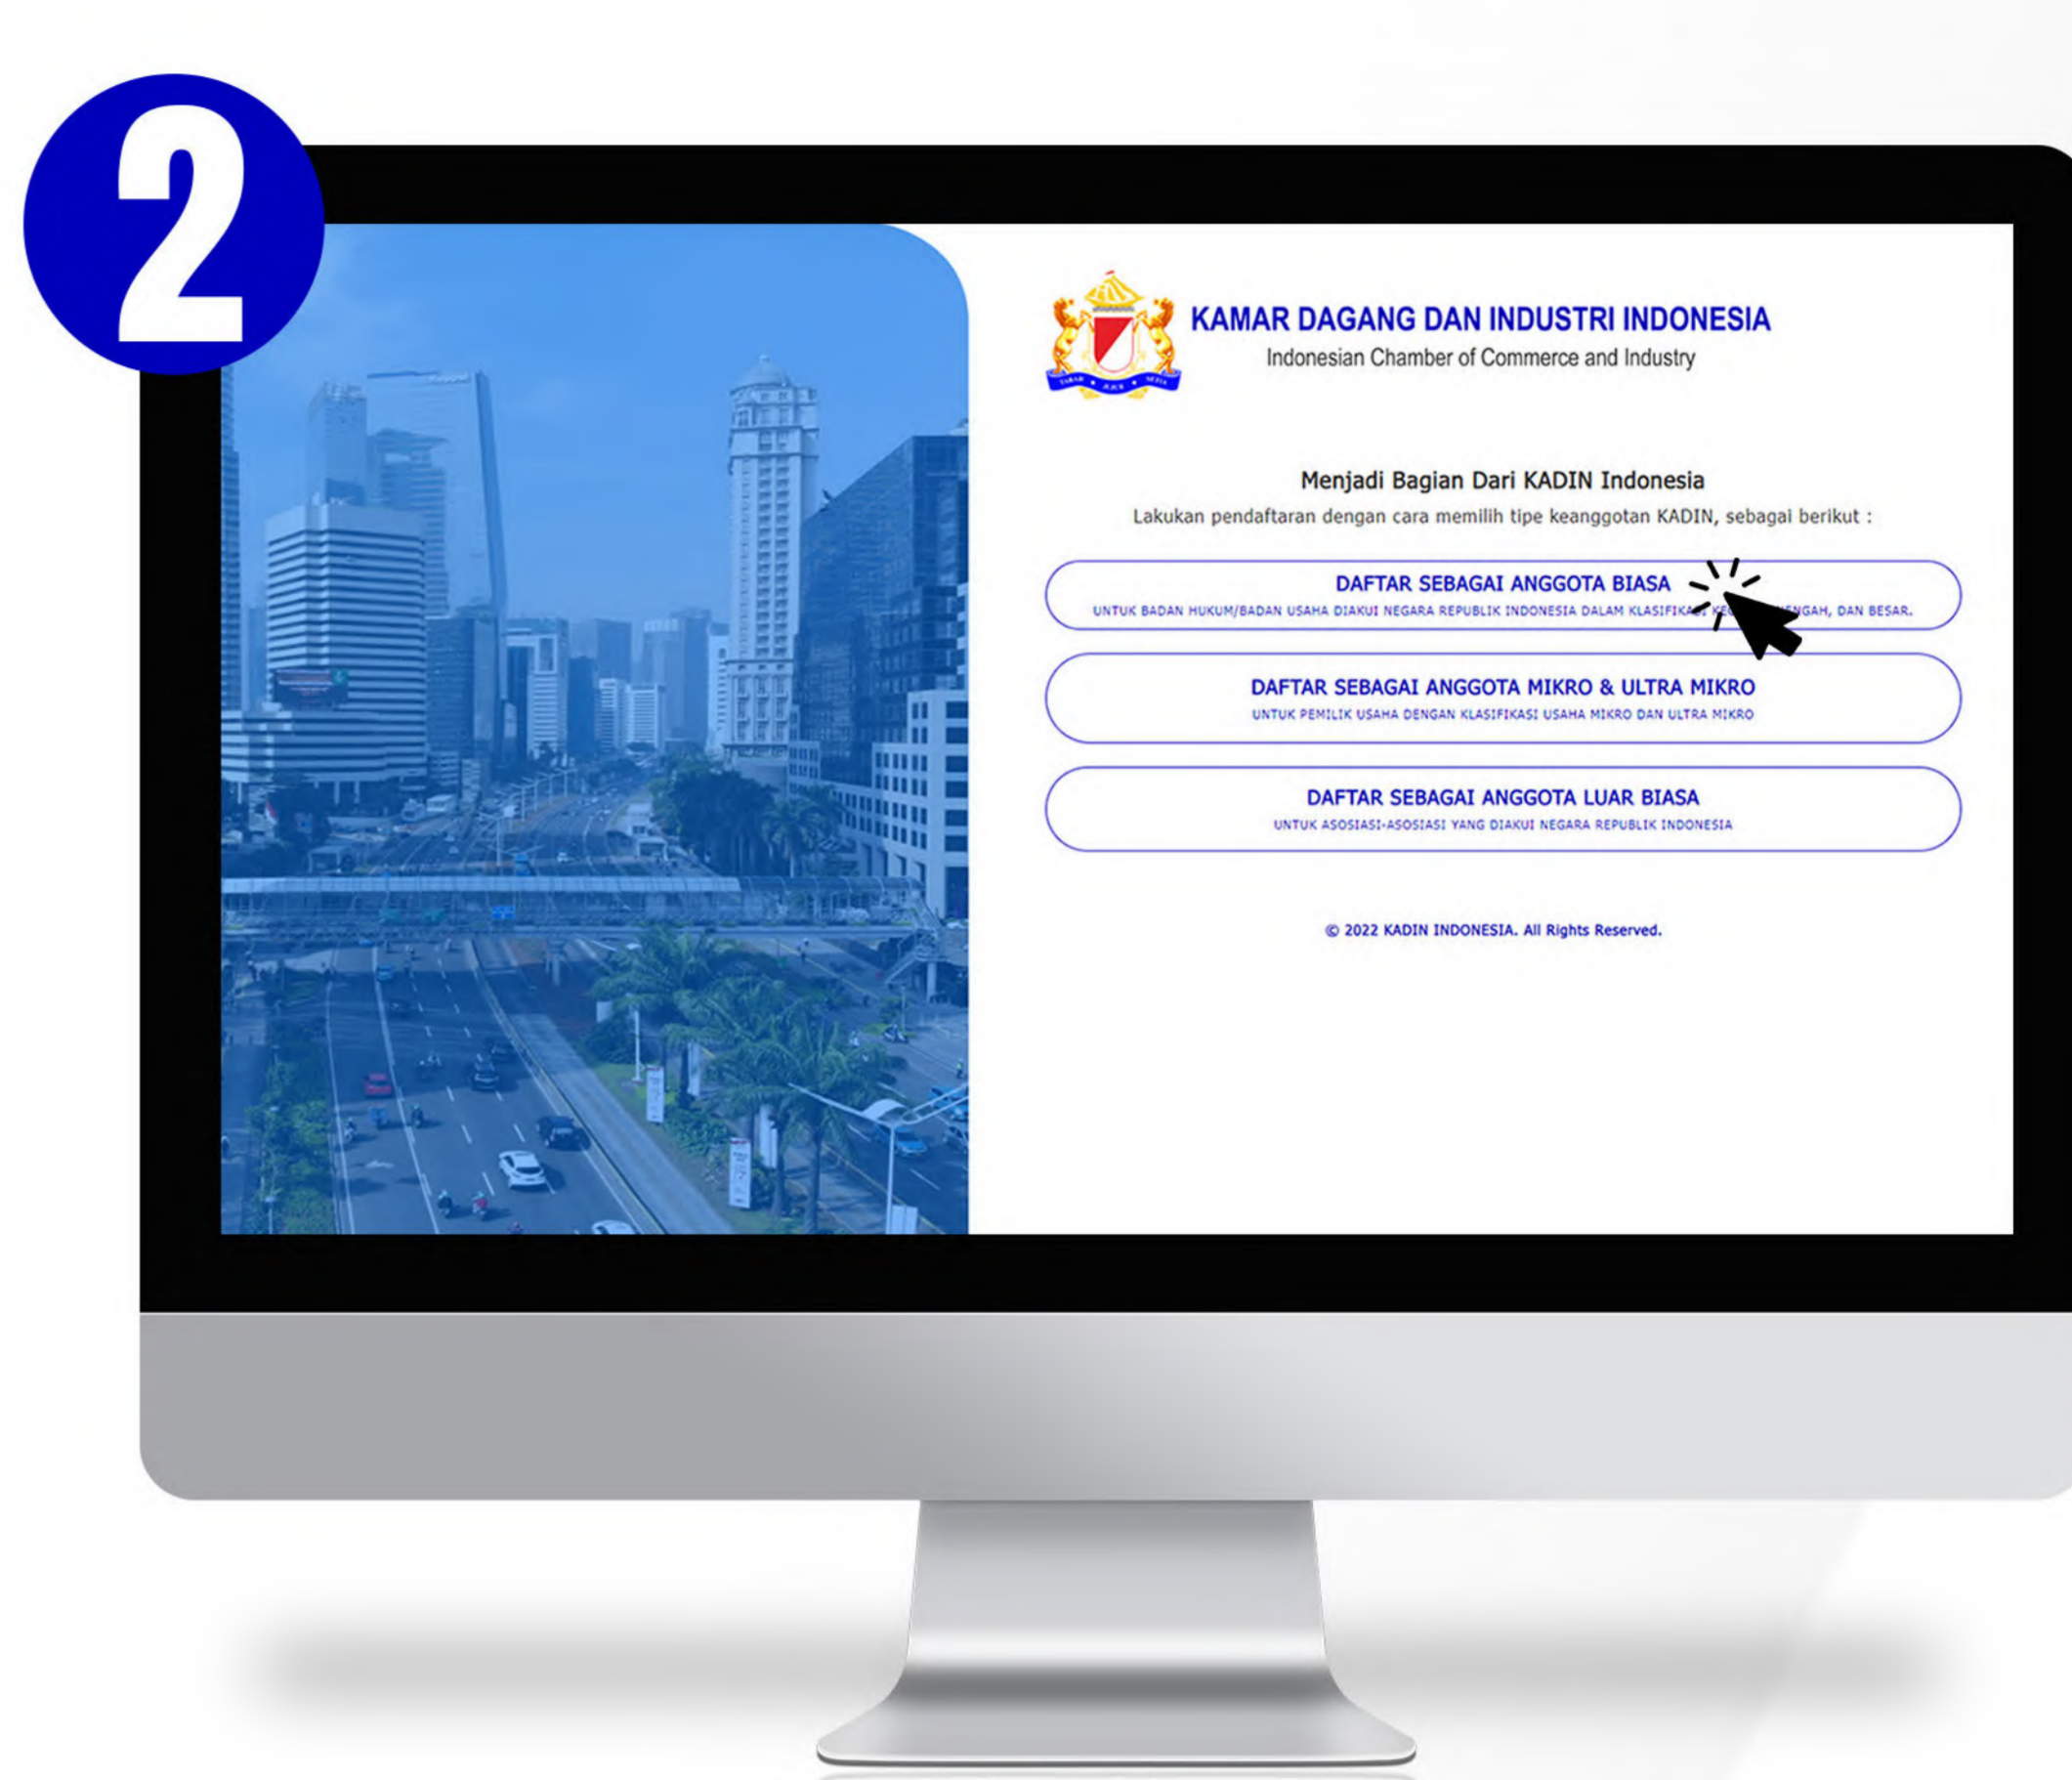 2
KAMAR DAGANG DAN INDUSTRI INDONESIA
Indonesian Chamber of Commerce and Industry
Menjadi Bagian Dari KADIN Indonesia
Lakukan pendaftaran dengan cara memilih tipe keanggotan KADIN, sebagai berikut :
DAFTAR SEBAGAI ANGGOTA BIASA
UNTUK BADAN HUKUM/BADAN USAHA DIAKUI NEGARA REPUBLIK INDONESIA DALAM KLASIFIKASI DAN BESAR.
DAFTAR SEBAGAI ANGGOTA MIKRO & ULTRA MIKRO
UNTUK PEMILIK USAHA DENGAN KLASIFIKASI USAHA MIKRO DAN ULTRA MIKRO
DAFTAR SEBAGAI ANGGOTA LUAR BIASA
UNTUK ASOSIASI-ASOSIASI YANG DIAKUI NEGARA REPUBLIK INDONESIA
© 2022 KADIN INDONESIA. All Rights Reserved.